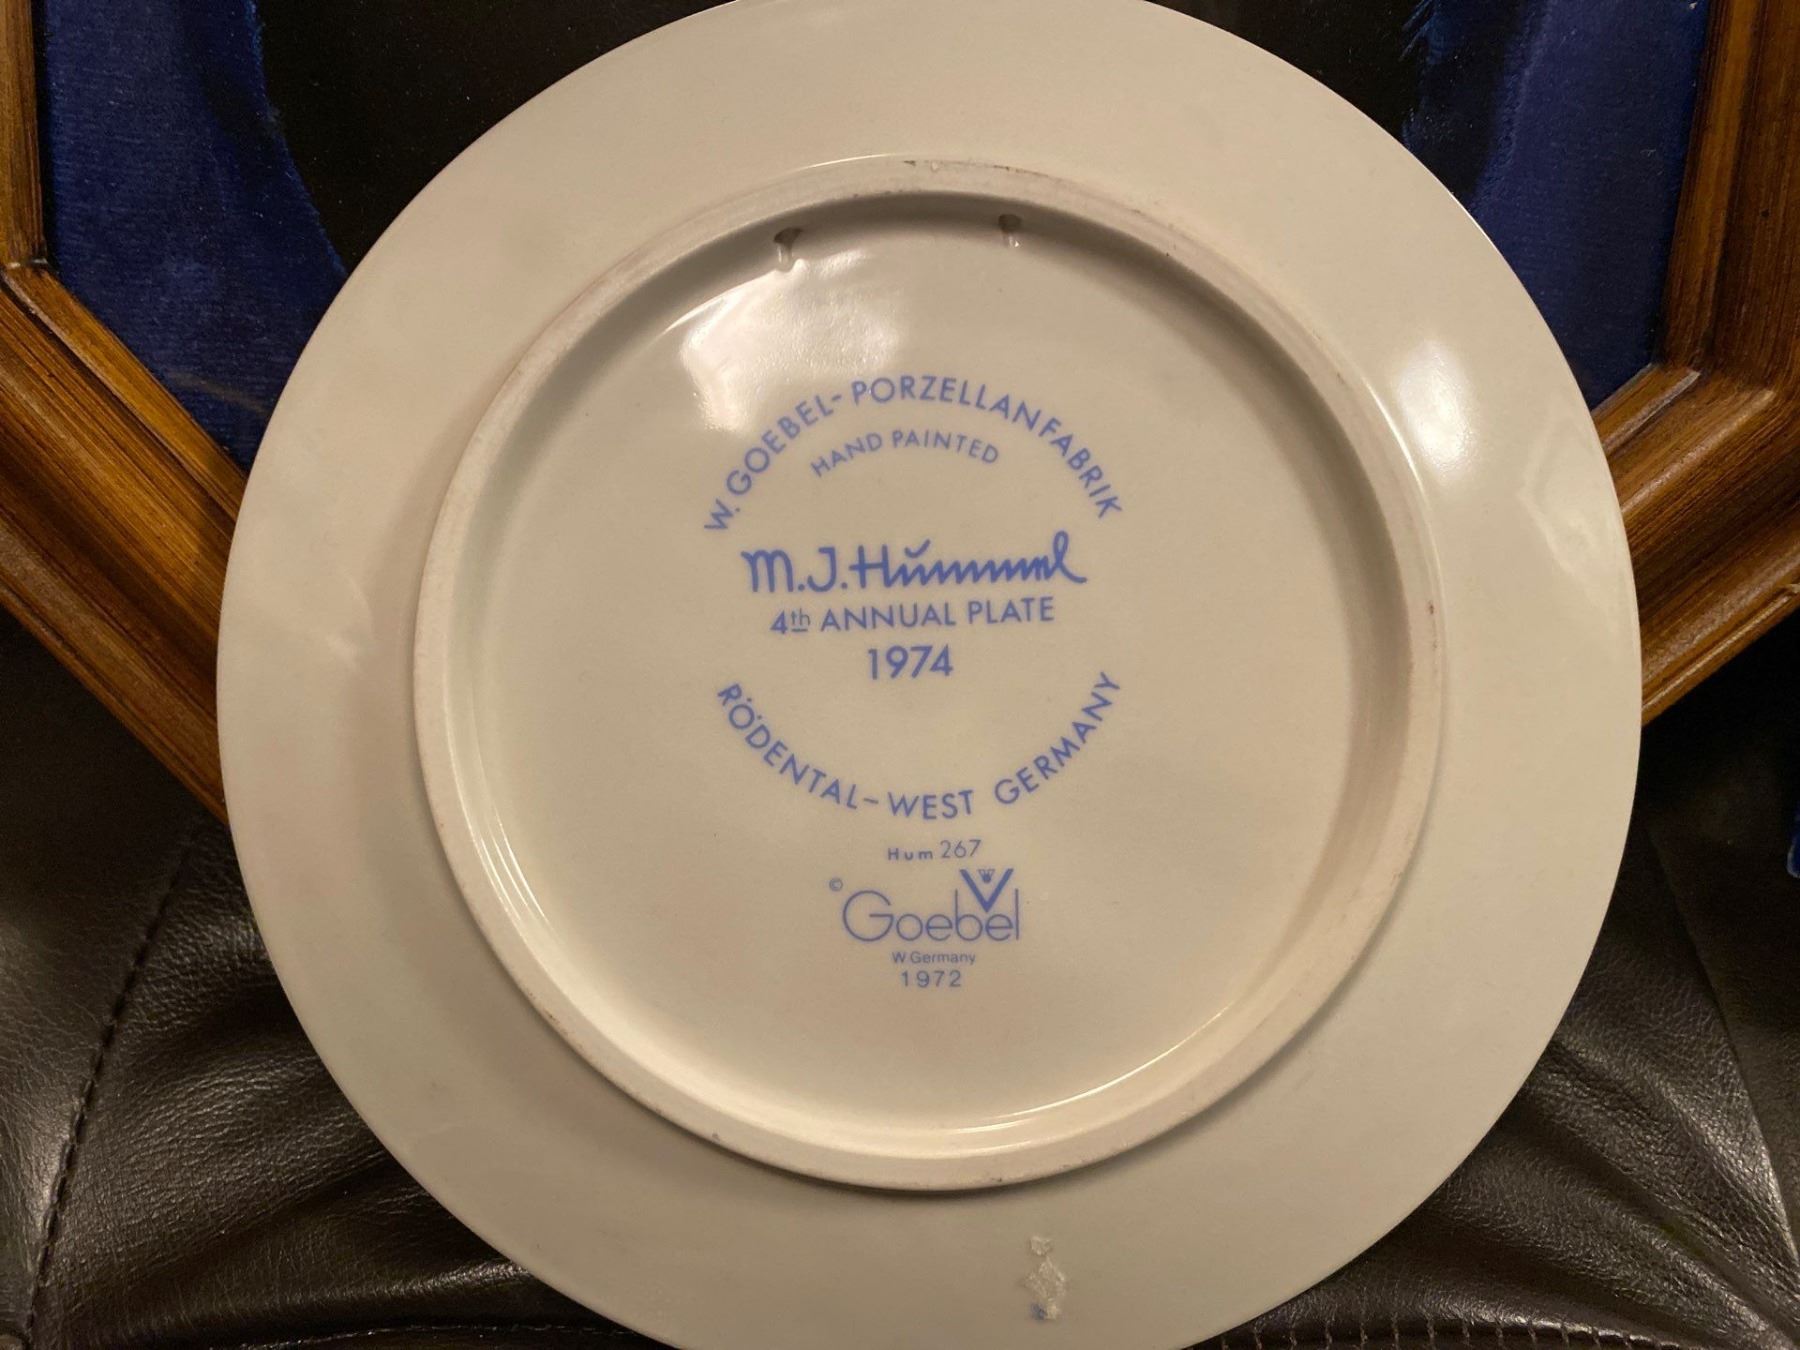 W. GOEBEL-PORZELLANFABRIK
HAND PAINTED
M.J.Hummel
4th ANNUAL PLATE
1974
RÖDENTAL-WEST GERMANY
Hum 267
© Goebel
W Germany
1972